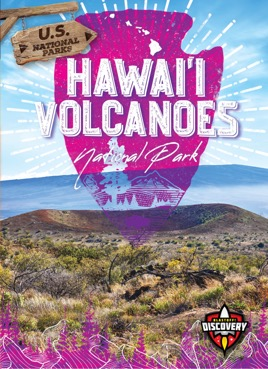 U.S.
NATIONAL
PARKS
HAWAI'I
VOLCANOES
National Park
BLASTOFF!
DISCOVERY